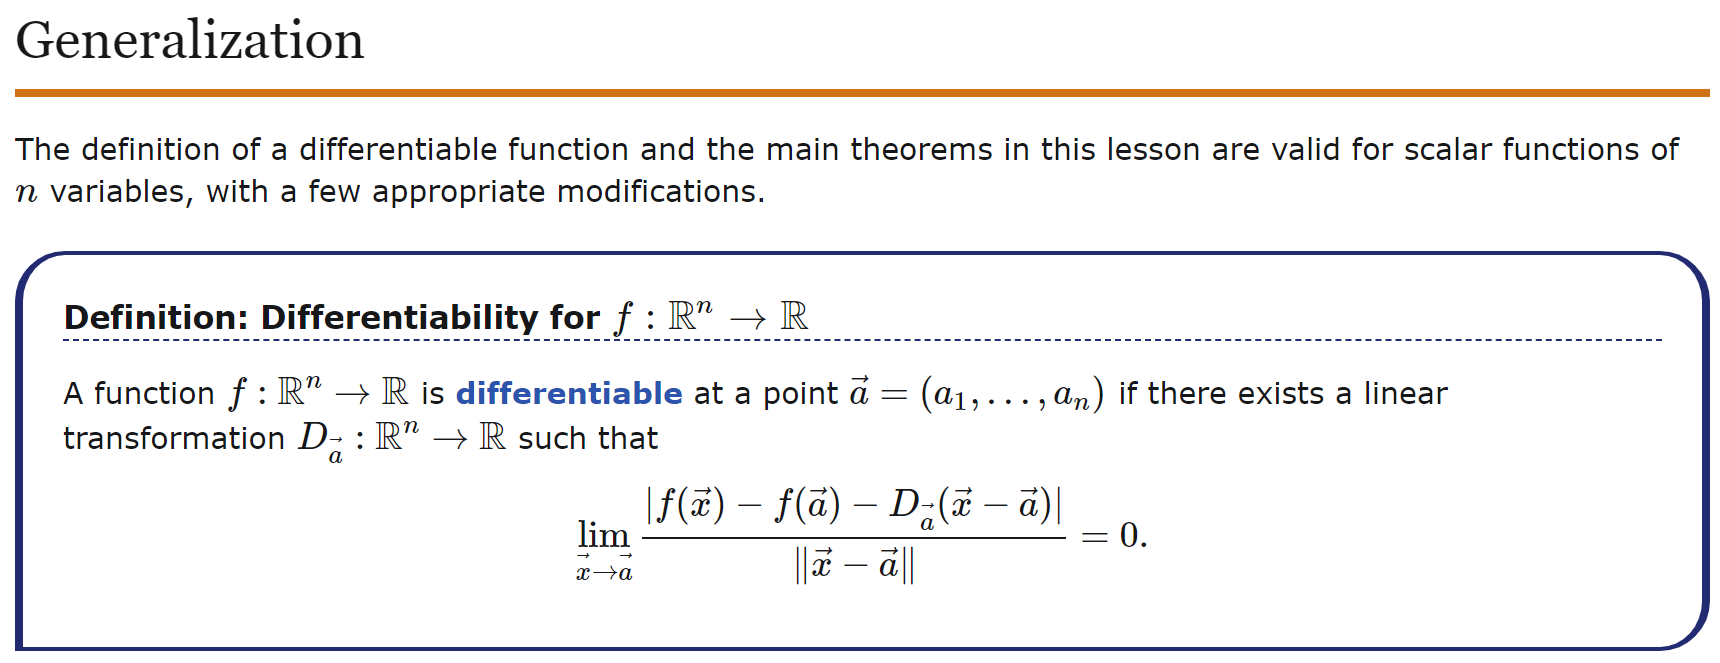 Generalization
The definition of a differentiable function and the main theorems in this lesson are valid for scalar functions of
$n$ variables, with a few appropriate modifications.
Definition: Differentiability for $f : \mathbb{R}^n \to \mathbb{R}$
A function $f : \mathbb{R}^n \to \mathbb{R}$ is differentiable at a point $\vec{a} = (a_1, \ldots, a_n)$ if there exists a linear
transformation $D_{\vec{a}} : \mathbb{R}^n \to \mathbb{R}$ such that
$\lim_{\vec{x} \to \vec{a}} \frac{|f(\vec{x}) - f(\vec{a}) - D_{\vec{a}}(\vec{x} - \vec{a})|}{\|\vec{x} - \vec{a}\|} = 0.$